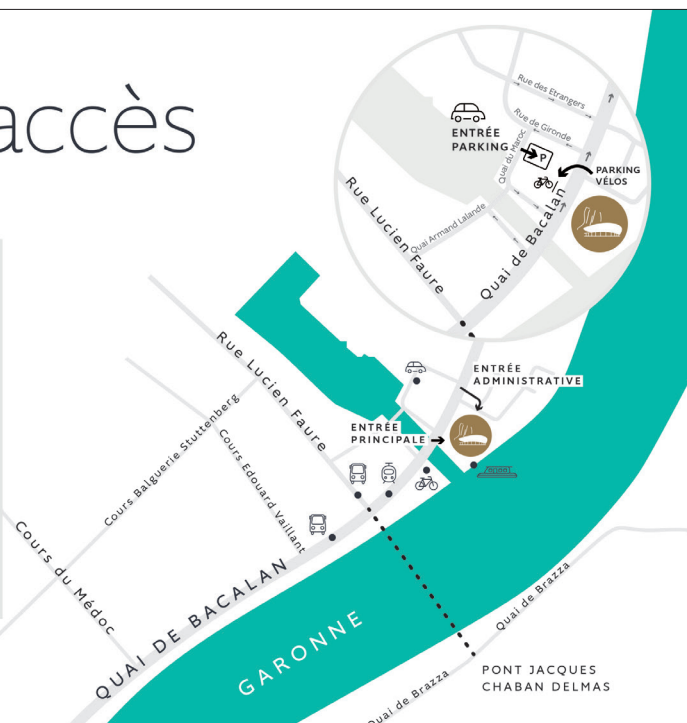 accès
Rue des Etrangers
Rue de Gironde
ENTRÉE
PARKING
P
Quai du Maroc
PARKING
VÉLOS
Rue Lucien Faure
Quai Armand Lalande
Quai de Bacalan
ENTRÉE
ADMINISTRATIVE
Rue Lucien Faure
ENTRÉE
PRINCIPALE
Cours Balguerie Stuttenberg
Cours Edouard Vaillant
Cours du Médoc
QUAI DE BACALAN
GARONNE
Quai de Brazza
PONT JACQUES
CHABAN DELMAS
Quai de Brazza